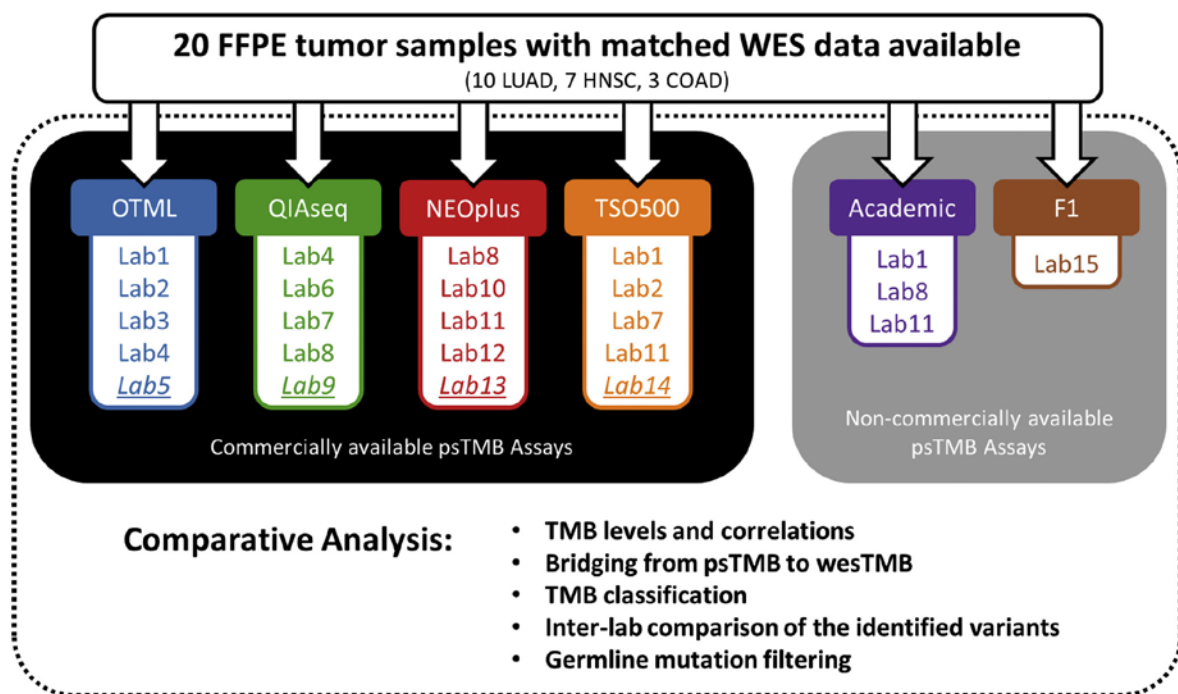 20 FFPE tumor samples with matched WES data available
(10 LUAD, 7 HNSC, 3 COAD)
OTML
Lab1
Lab2
Lab3
Lab4
Lab5
QIAseq
Lab4
Lab6
Lab7
Lab8
Lab9
NEOplus
Lab8
Lab10
Lab11
Lab12
Lab13
TSO500
Lab1
Lab2
Lab7
Lab11
Lab14
Commercially available psTMB Assays
Academic
Lab1
Lab8
Lab11
F1
Lab15
Non-commercially available
psTMB Assays
Comparative Analysis:
• TMB levels and correlations
• Bridging from psTMB to wesTMB
• TMB classification
• Inter-lab comparison of the identified variants
• Germline mutation filtering